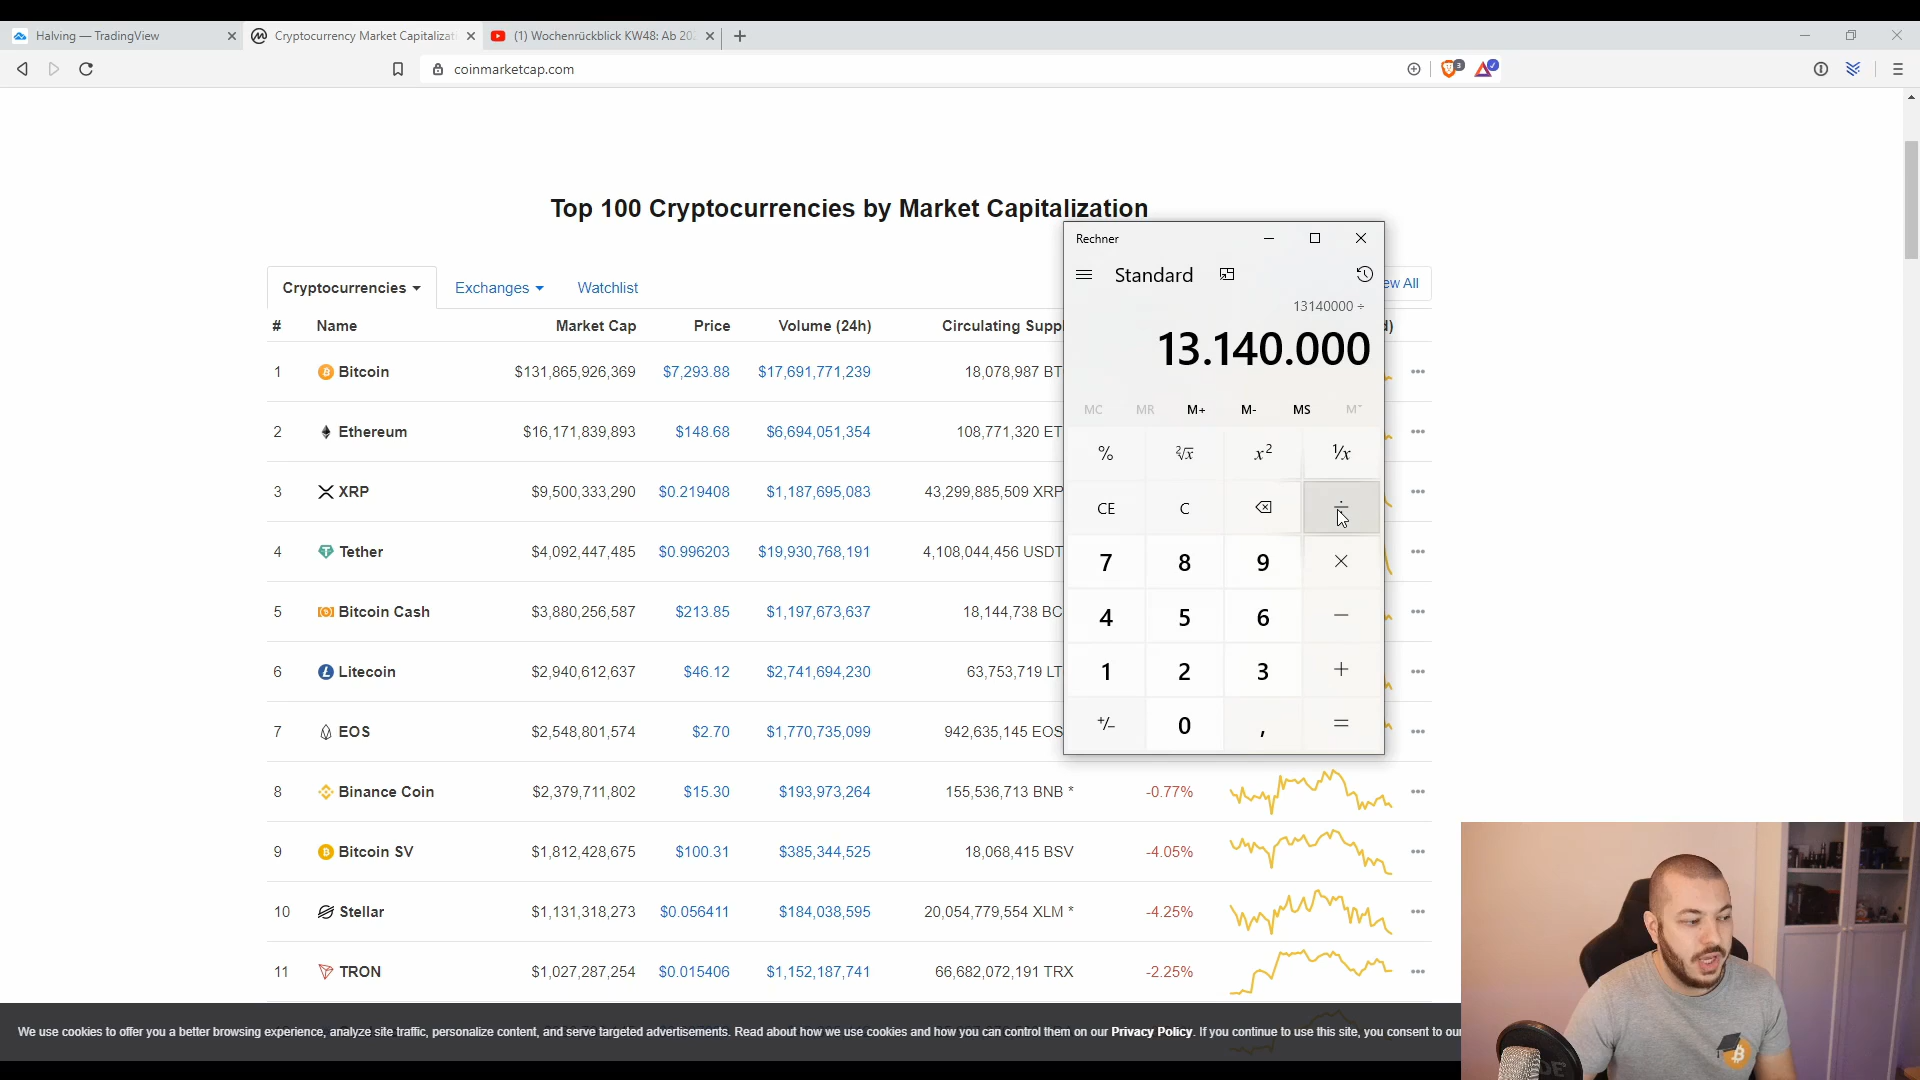 Halving — TradingView
Cryptocurrency Market Capitalizat
(1) Wochenrückblick KW48: Ab 202
coinmarketcap.com
3
Top 100 Cryptocurrencies by Market Capitalization
Cryptocurrencies
Exchanges
Watchlist
ew All
# Name Market Cap Price Volume (24h) Circulating Suppl d)
1 Bitcoin $131,865,926,369 $7,293.88 $17,691,771,239 18,078,987 BT
2 Ethereum $16,171,839,893 $148.68 $6,694,051,354 108,771,320 ET
3 XRP $9,500,333,290 $0.219408 $1,187,695,083 43,299,885,509 XRP
4 Tether $4,092,447,485 $0.996203 $19,930,768,191 4,108,044,456 USDT
5 Bitcoin Cash $3,880,256,587 $213.85 $1,197,673,637 18,144,738 BC
6 Litecoin $2,940,612,637 $46.12 $2,741,694,230 63,753,719 LT
7 EOS $2,548,801,574 $2.70 $1,770,735,099 942,635,145 EOS
8 Binance Coin $2,379,711,802 $15.30 $193,973,264 155,536,713 BNB * -0.77%
9 Bitcoin SV $1,812,428,675 $100.31 $385,344,525 18,068,415 BSV -4.05%
10 Stellar $1,131,318,273 $0.056411 $184,038,595 20,054,779,554 XLM * -4.25%
11 TRON $1,027,287,254 $0.015406 $1,152,187,741 66,682,072,191 TRX -2.25%
Rechner
Standard
13140000 ÷
13.140.000
MC MR M+ M- MS M˅
% ²√x x² ¹/x
CE C ÷
7 8 9 ×
4 5 6 −
1 2 3 +
+/− 0 , =
We use cookies to offer you a better browsing experience, analyze site traffic, personalize content, and serve targeted advertisements. Read about how we use cookies and how you can control them on our Privacy Policy. If you continue to use this site, you consent to our